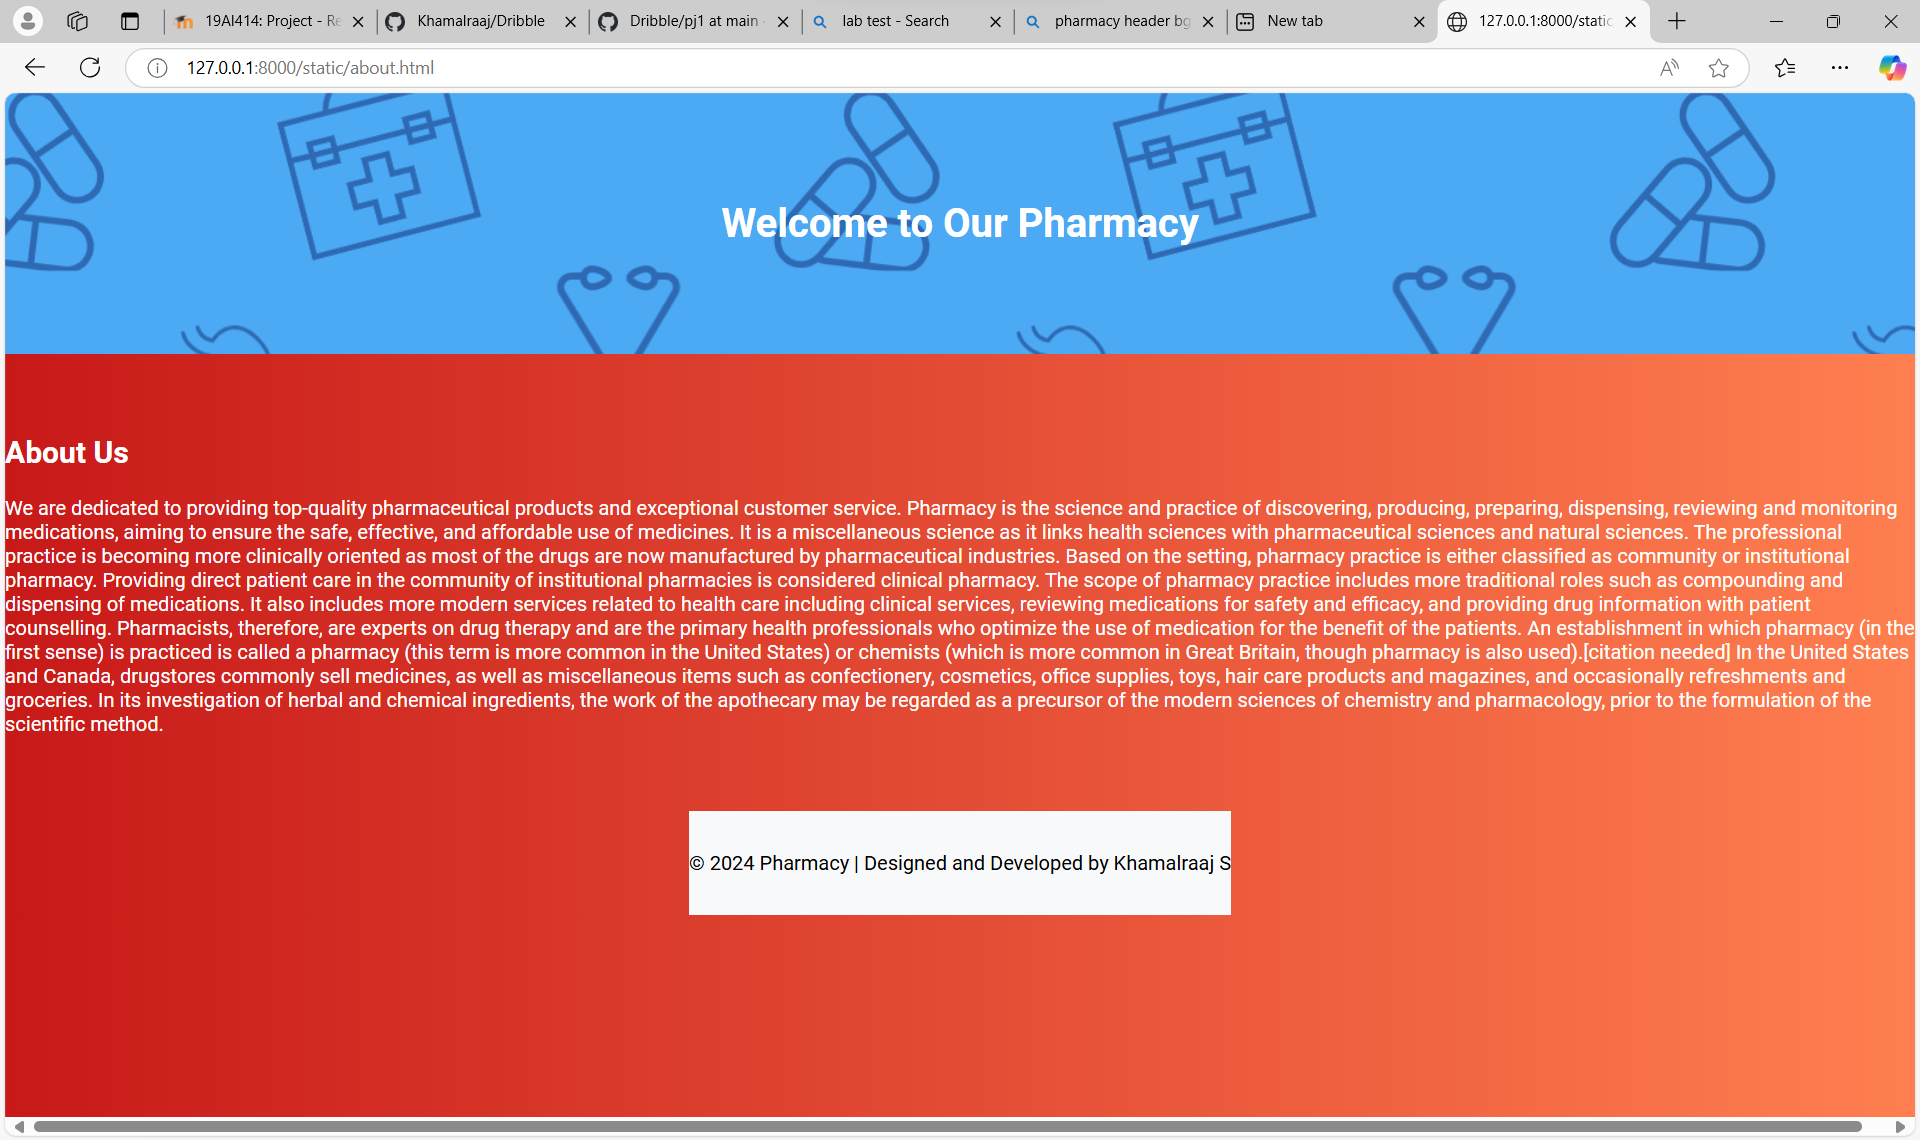 19AI414: Project - Re
Khamalraaj/Dribble
Dribble/pj1 at main
lab test - Search
pharmacy header bg
New tab
127.0.0.1:8000/static
127.0.0.1:8000/static/about.html
Welcome to Our Pharmacy
About Us
We are dedicated to providing top-quality pharmaceutical products and exceptional customer service. Pharmacy is the science and practice of discovering, producing, preparing, dispensing, reviewing and monitoring
medications, aiming to ensure the safe, effective, and affordable use of medicines. It is a miscellaneous science as it links health sciences with pharmaceutical sciences and natural sciences. The professional
practice is becoming more clinically oriented as most of the drugs are now manufactured by pharmaceutical industries. Based on the setting, pharmacy practice is either classified as community or institutional
pharmacy. Providing direct patient care in the community of institutional pharmacies is considered clinical pharmacy. The scope of pharmacy practice includes more traditional roles such as compounding and
dispensing of medications. It also includes more modern services related to health care including clinical services, reviewing medications for safety and efficacy, and providing drug information with patient
counselling. Pharmacists, therefore, are experts on drug therapy and are the primary health professionals who optimize the use of medication for the benefit of the patients. An establishment in which pharmacy (in the
first sense) is practiced is called a pharmacy (this term is more common in the United States) or chemists (which is more common in Great Britain, though pharmacy is also used).[citation needed] In the United States
and Canada, drugstores commonly sell medicines, as well as miscellaneous items such as confectionery, cosmetics, office supplies, toys, hair care products and magazines, and occasionally refreshments and
groceries. In its investigation of herbal and chemical ingredients, the work of the apothecary may be regarded as a precursor of the modern sciences of chemistry and pharmacology, prior to the formulation of the
scientific method.
© 2024 Pharmacy | Designed and Developed by Khamalraaj S